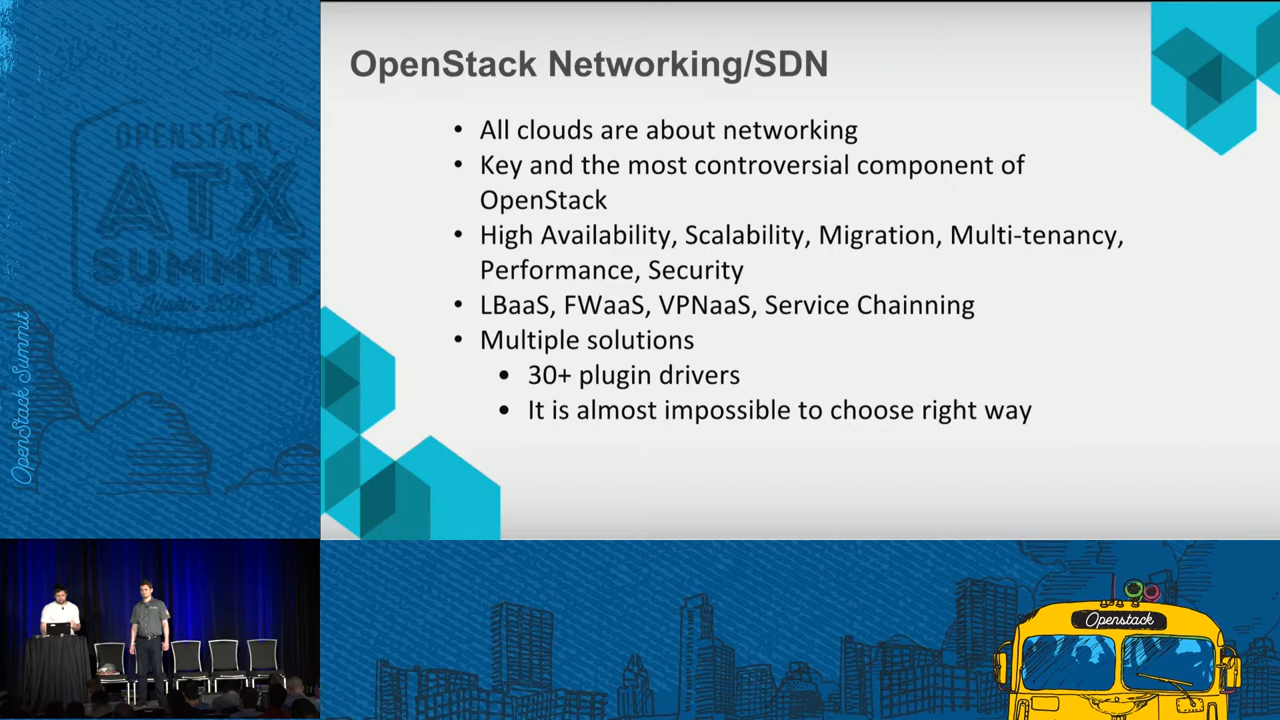 OpenStack Networking/SDN
• All clouds are about networking
• Key and the most controversial component of
OpenStack
• High Availability, Scalability, Migration, Multi-tenancy,
Performance, Security
• LBaaS, FWaaS, VPNaaS, Service Chainning
• Multiple solutions
• 30+ plugin drivers
• It is almost impossible to choose right way
OPENSTACK
ATX
SUMMIT
Austin 2016
OpenStack Summit
Openstack